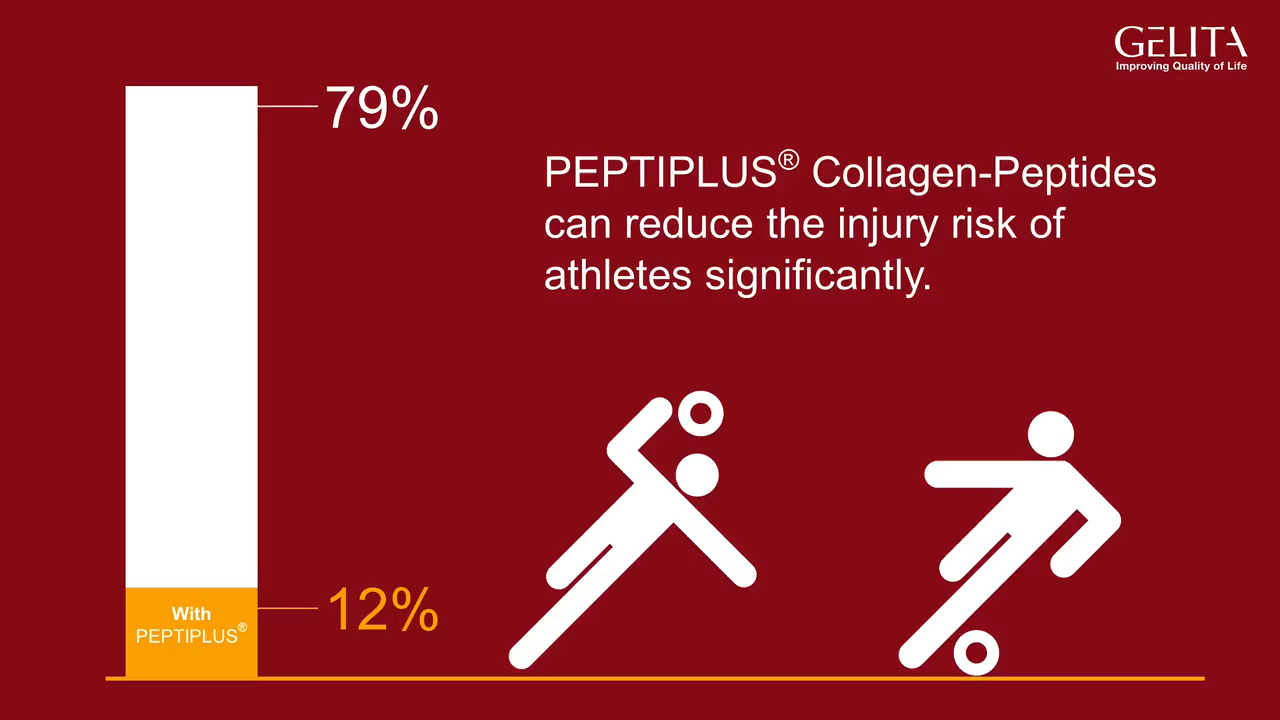 GELITA
Improving Quality of Life
79%
PEPTIPLUS® Collagen-Peptides
can reduce the injury risk of
athletes significantly.
12%
With
PEPTIPLUS®